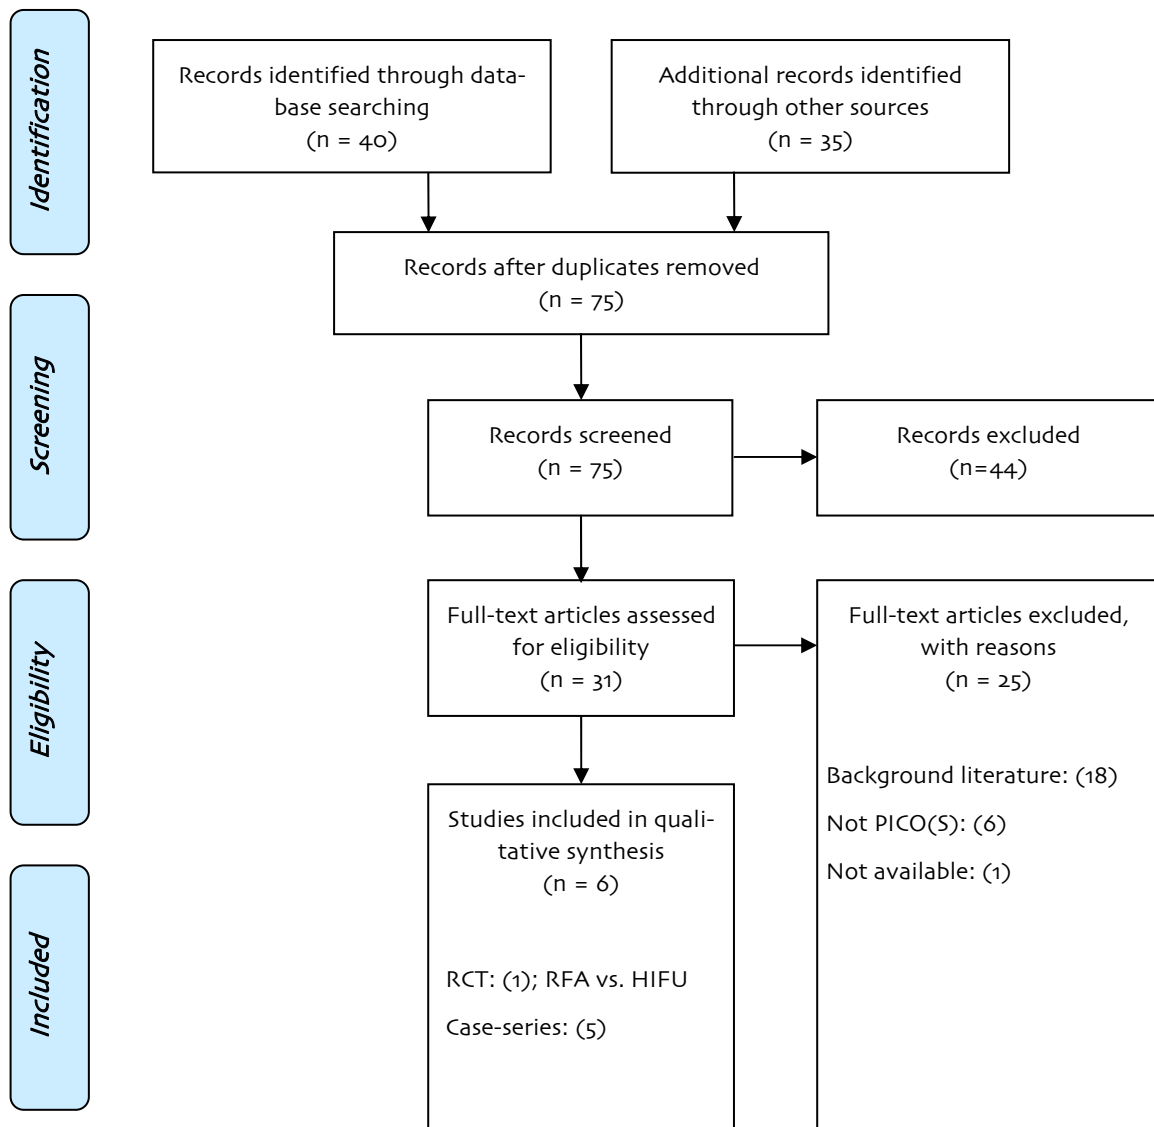 Identification
Records identified through data-
base searching
(n = 40)
Additional records identified
through other sources
(n = 35)
Records after duplicates removed
(n = 75)
Screening
Records screened
(n = 75)
Records excluded
(n=44)
Eligibility
Full-text articles assessed
for eligibility
(n = 31)
Full-text articles excluded,
with reasons
(n = 25)
Background literature: (18)
Not PICO(S): (6)
Not available: (1)
Included
Studies included in quali-
tative synthesis
(n = 6)
RCT: (1); RFA vs. HIFU
Case-series: (5)